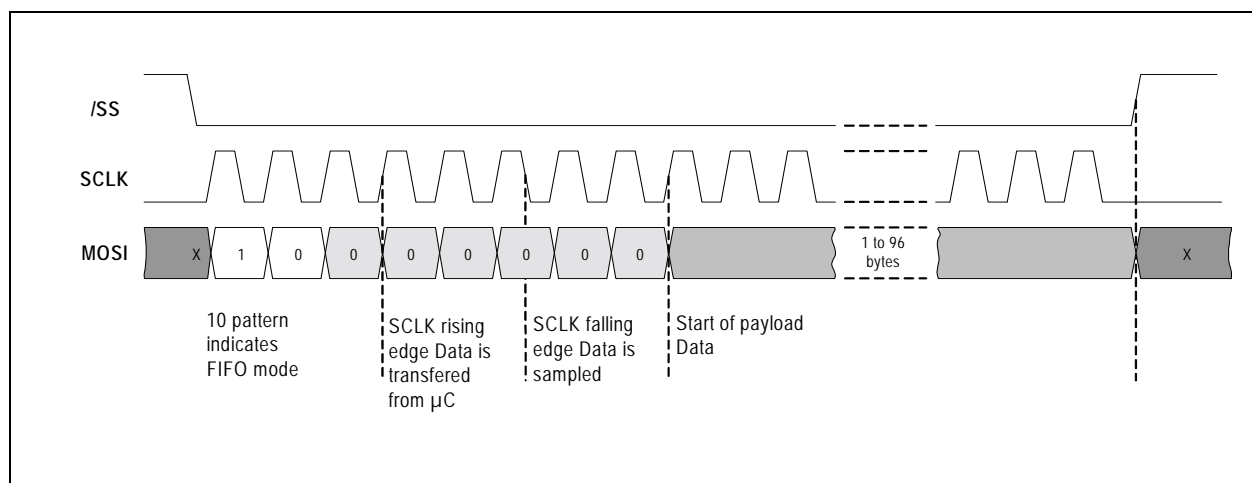 /SS
SCLK
MOSI
X
1
0
0
0
0
0
0
0
1 to 96
bytes
X
10 pattern
indicates
FIFO mode
SCLK rising
edge Data is
transfered
from µC
SCLK falling
edge Data is
sampled
Start of payload
Data